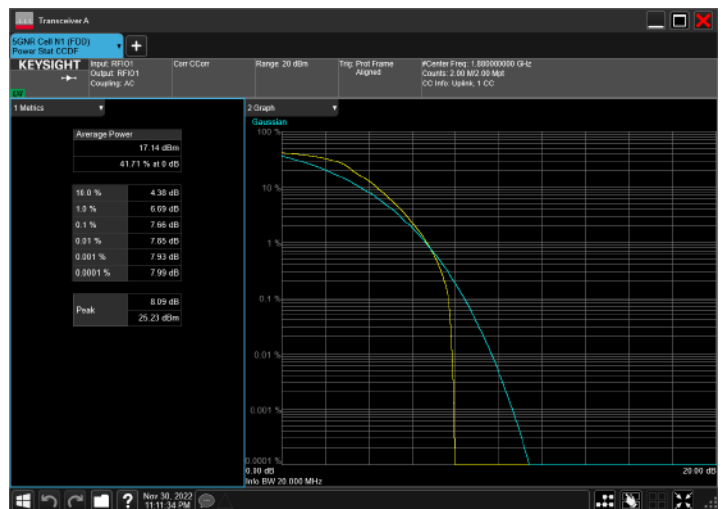 Transceiver A
5GNR Cell N1 (FDD)
Power Stat CCDF
KEYSIGHT
Input: RFIO1
Output: RFIO1
Coupling: AC
Corr CCorr
Range: 20 dBm
Trig: Prot Frame
Aligned
#Center Freq: 1.880000000 GHz
Counts: 2.00 M/2.00 Mpt
CC Info: Uplink, 1 CC
1 Metrics
Average Power
17.14 dBm
41.71 % at 0 dB
10.0 % 4.38 dB
1.0 % 6.69 dB
0.1 % 7.66 dB
0.01 % 7.85 dB
0.001 % 7.93 dB
0.0001 % 7.99 dB
Peak
8.09 dB
25.23 dBm
2 Graph
Gaussian
100 %
10 %
1 %
0.1 %
0.01 %
0.001 %
0.0001 %
0.00 dB
20.00 dB
Info BW 20.000 MHz
Nov 30, 2022
11:11:34 PM